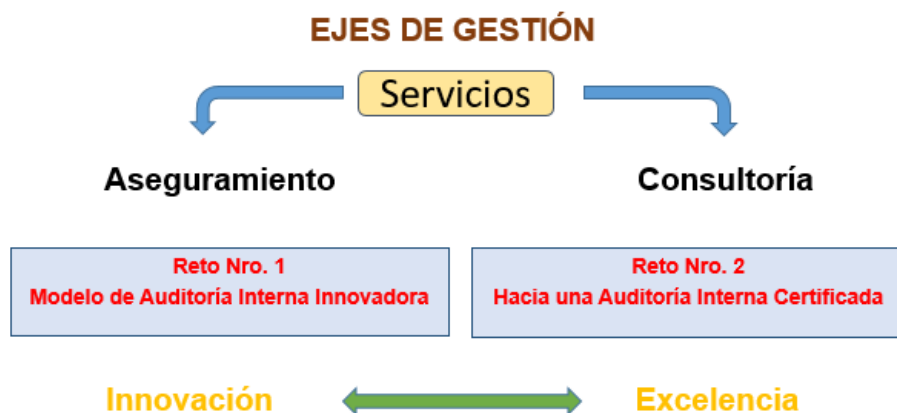 EJES DE GESTIÓN
Servicios
Aseguramiento
Consultoría
Reto Nro. 1
Modelo de Auditoría Interna Innovadora
Reto Nro. 2
Hacia una Auditoría Interna Certificada
Innovación
Excelencia